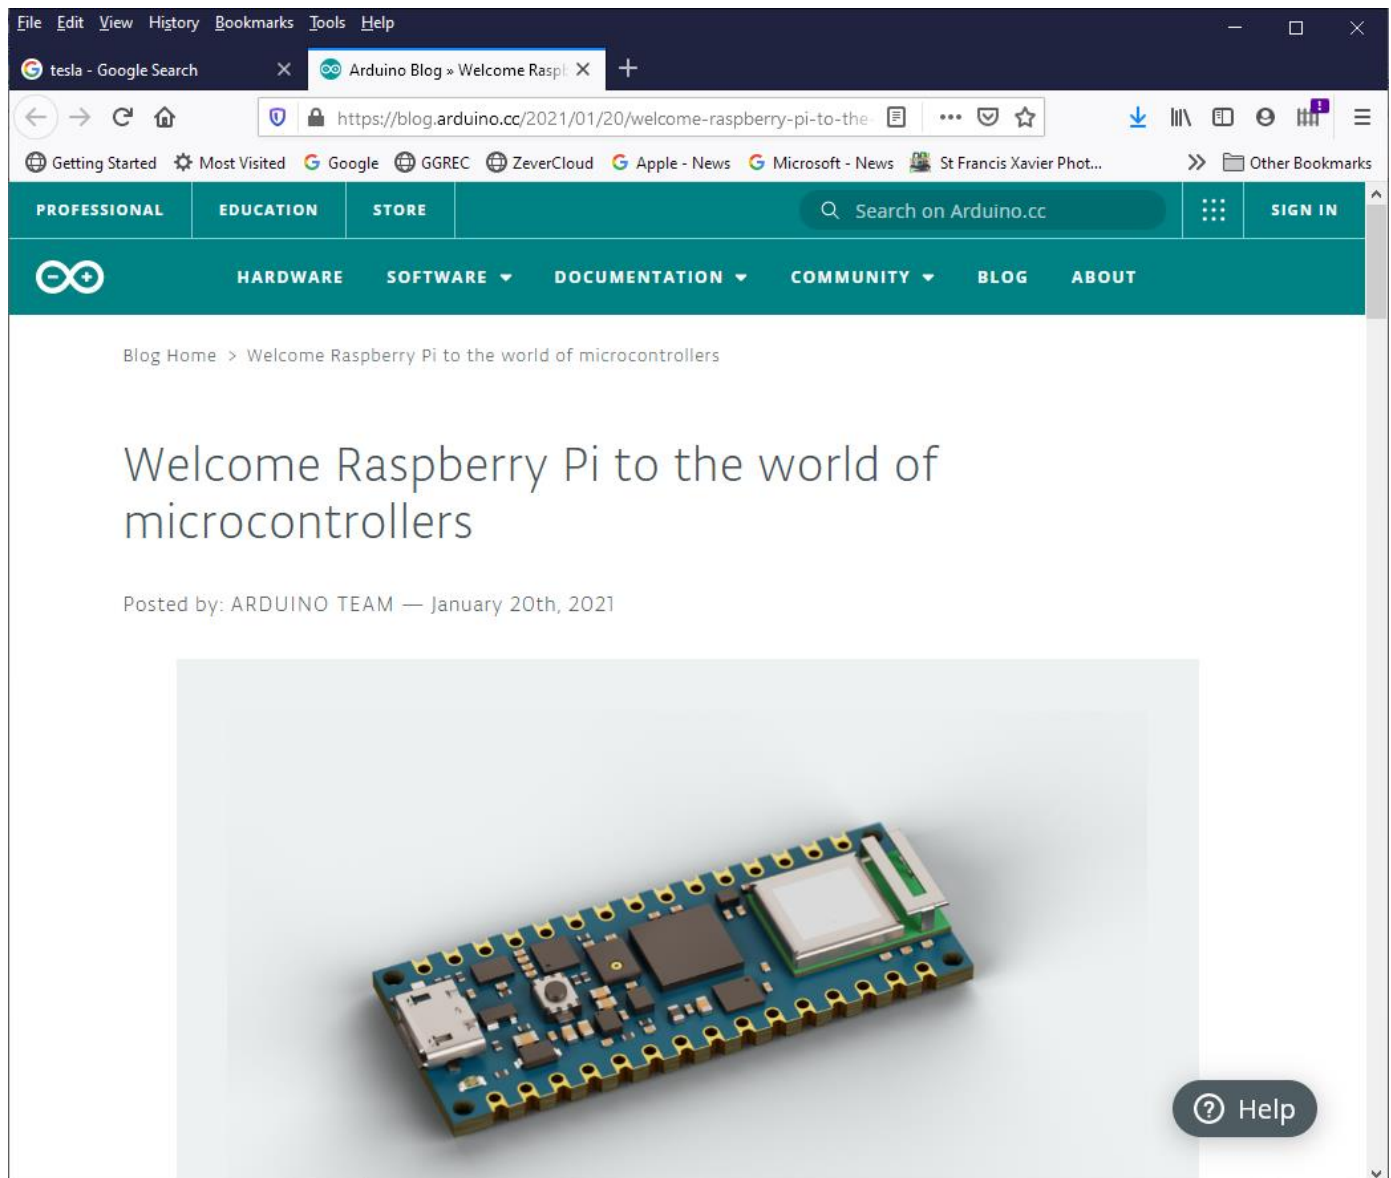 File Edit View History Bookmarks Tools Help
tesla - Google Search
Arduino Blog » Welcome Raspb
https://blog.arduino.cc/2021/01/20/welcome-raspberry-pi-to-the-
Getting Started Most Visited Google GGREC ZeverCloud Apple - News Microsoft - News St Francis Xavier Phot... Other Bookmarks
PROFESSIONAL EDUCATION STORE Search on Arduino.cc SIGN IN
HARDWARE SOFTWARE DOCUMENTATION COMMUNITY BLOG ABOUT
Blog Home > Welcome Raspberry Pi to the world of microcontrollers
Welcome Raspberry Pi to the world of
microcontrollers
Posted by: ARDUINO TEAM — January 20th, 2021
Help